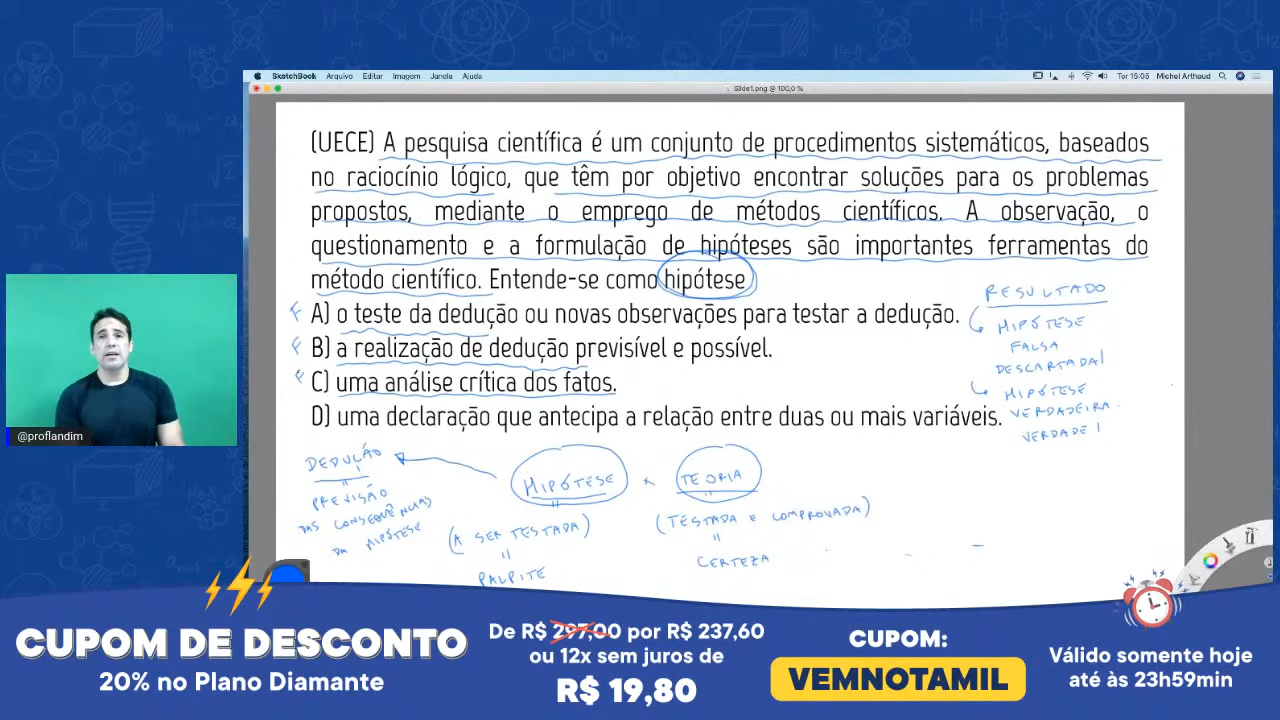 SketchBook Arquivo Editar Imagem Janela Ajuda
Ter 15:05 Michel Arthaud
Slide1.png @ 100,0 %
(UECE) A pesquisa científica é um conjunto de procedimentos sistemáticos, baseados
no raciocínio lógico, que têm por objetivo encontrar soluções para os problemas
propostos, mediante o emprego de métodos científicos. A observação, o
questionamento e a formulação de hipóteses são importantes ferramentas do
método científico. Entende-se como hipótese
F A) o teste da dedução ou novas observações para testar a dedução.
F B) a realização de dedução previsível e possível.
F C) uma análise crítica dos fatos.
D) uma declaração que antecipa a relação entre duas ou mais variáveis.
RESULTADO
HIPÓTESE
FALSA
DESCARTADA
HIPÓTESE
VERDADEIRA
VERDADE
DEDUÇÃO
=
PREVISÃO
DAS CONSEQUÊNCIAS
DA HIPÓTESE
HIPÓTESE × TEORIA
(A SER TESTADA)
=
PALPITE
(TESTADA E COMPROVADA)
=
CERTEZA
@proflandim
CUPOM DE DESCONTO
20% no Plano Diamante
De R$ 297,00 por R$ 237,60
ou 12x sem juros de
R$ 19,80
CUPOM:
VEMNOTAMIL
Válido somente hoje
até às 23h59min